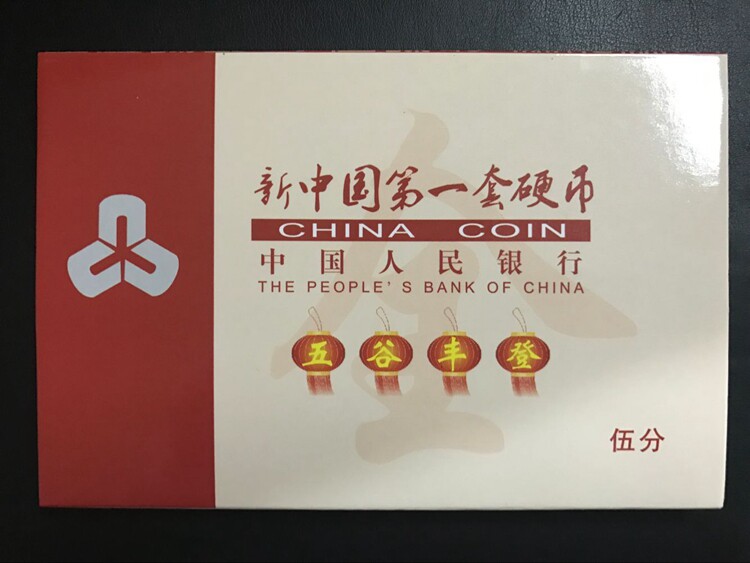 新中国第一套硬币
CHINA COIN
中国人民银行
THE PEOPLE'S BANK OF CHINA
五谷丰登
伍分